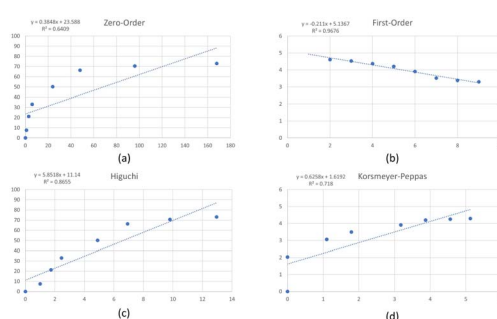 y = 0.3848x + 23.588
R² = 0.6409
Zero-Order
100
90
80
70
60
50
40
30
20
10
0
0 20 40 60 80 100 120 140 160 180
(a)
y = -0.211x + 5.1367
R² = 0.9676
First-Order
6
5
4
3
2
1
0
0 2 4 6 8
(b)
y = 5.8518x + 11.14
R² = 0.8655
Higuchi
100
90
80
70
60
50
40
30
20
10
0
0 2 4 6 8 10 12 14
(c)
y = 0.6258x + 1.6192
R² = 0.718
Korsmeyer-Peppas
6
5
4
3
2
1
0
0 1 2 3 4 5
(d)